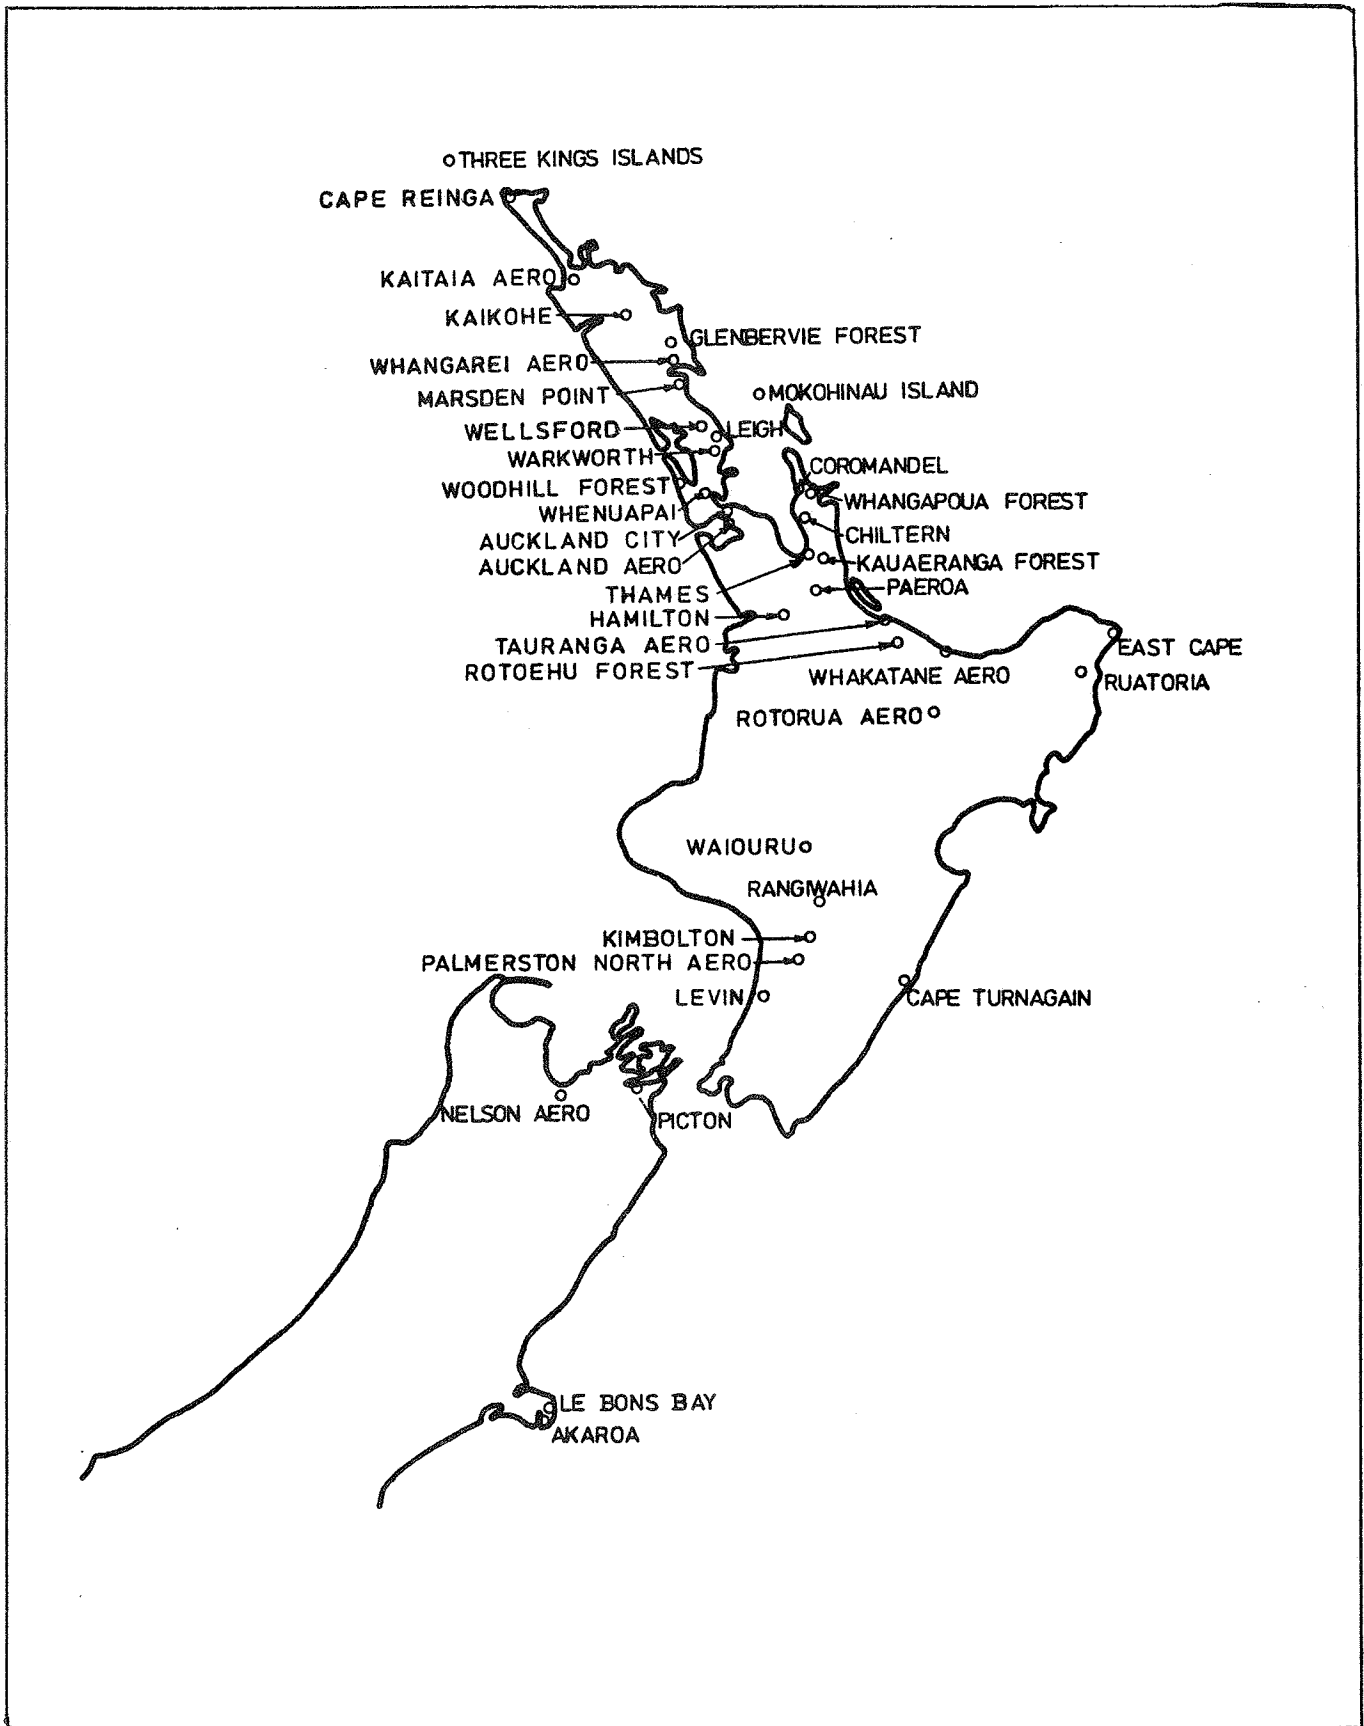 THREE KINGS ISLANDS
CAPE REINGA
KAITAIA AERO
KAIKOHE
GLENBERVIE FOREST
WHANGAREI AERO
MOKOHINAU ISLAND
MARSDEN POINT
WELLSFORD
LEIGH
WARKWORTH
COROMANDEL
WOODHILL FOREST
WHANGAPOUA FOREST
WHENUAPAI
CHILTERN
AUCKLAND CITY
KAUAERANGA FOREST
AUCKLAND AERO
PAEROA
THAMES
HAMILTON
TAURANGA AERO
EAST CAPE
ROTOEHU FOREST
WHAKATANE AERO
RUATORIA
ROTORUA AERO
WAIOURU
RANGIWAHIA
KIMBOLTON
PALMERSTON NORTH AERO
LEVIN
CAPE TURNAGAIN
NELSON AERO
PICTON
LE BONS BAY
AKAROA